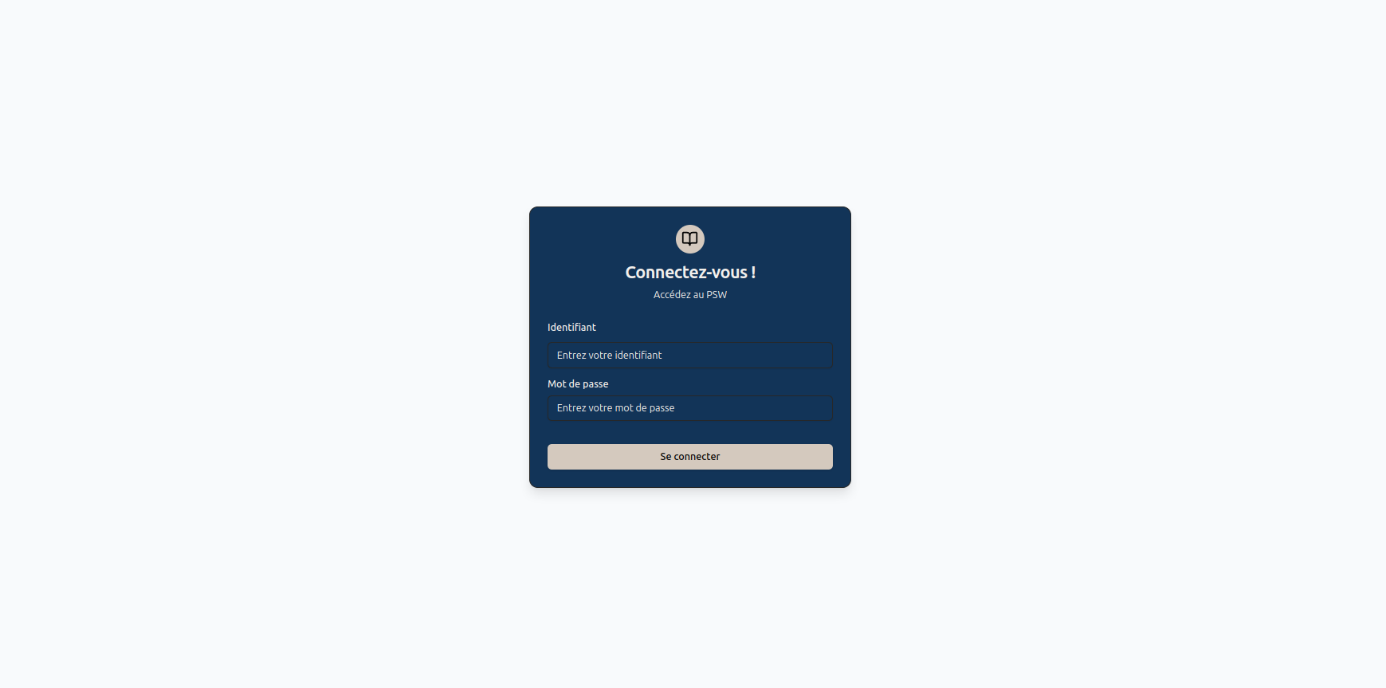 Connectez-vous !
Accédez au PSW
Identifiant
Entrez votre identifiant
Mot de passe
Entrez votre mot de passe
Se connecter